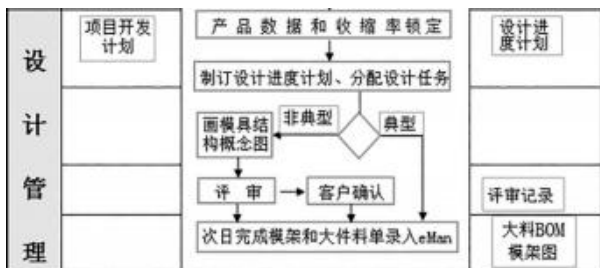 设
计
管
理
项目开发
计划
产品数据和收缩率锁定
设计进
度计划
制订设计进度计划、分配设计任务
非典型
典型
画模具结
构概念图
评审
客户确认
评审记录
次日完成模架和大件料单录入eMan
大料BOM
模架图